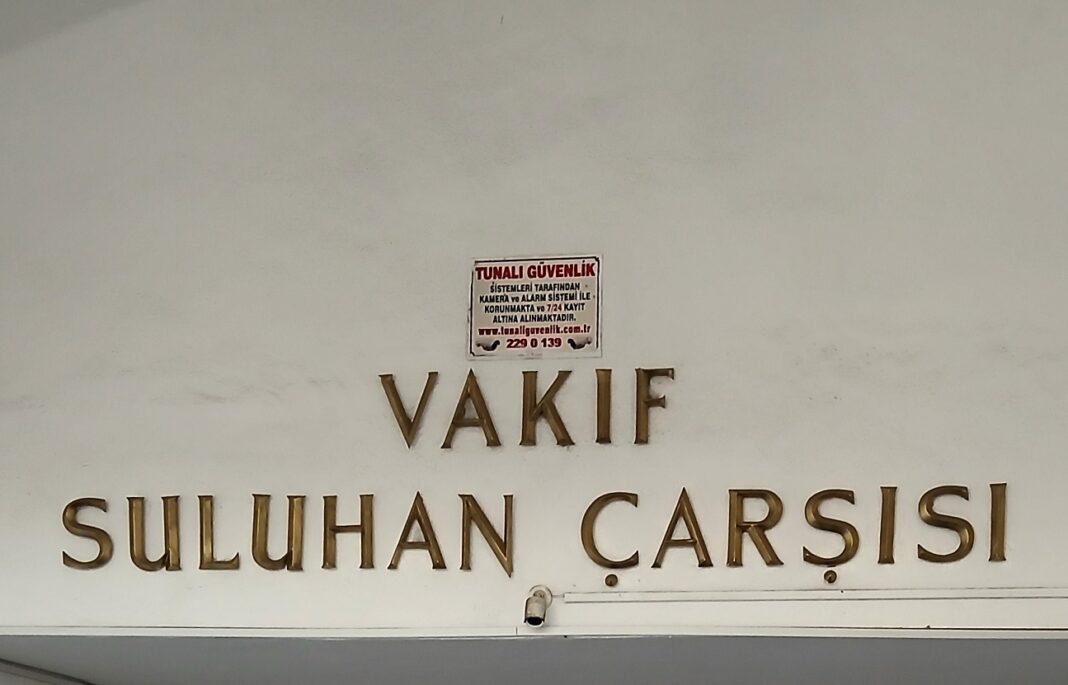 TUNALI GÜVENLİK
SİSTEMLERİ TARAFINDAN
KAMERA ve ALARM SİSTEMİ İLE
KORUNMAKTA ve 7/24 KAYIT
ALTINA ALINMAKTADIR.
www.tunaliguvenlik.com.tr
229 0 139
VAKIF
SULUHAN ÇARŞISI